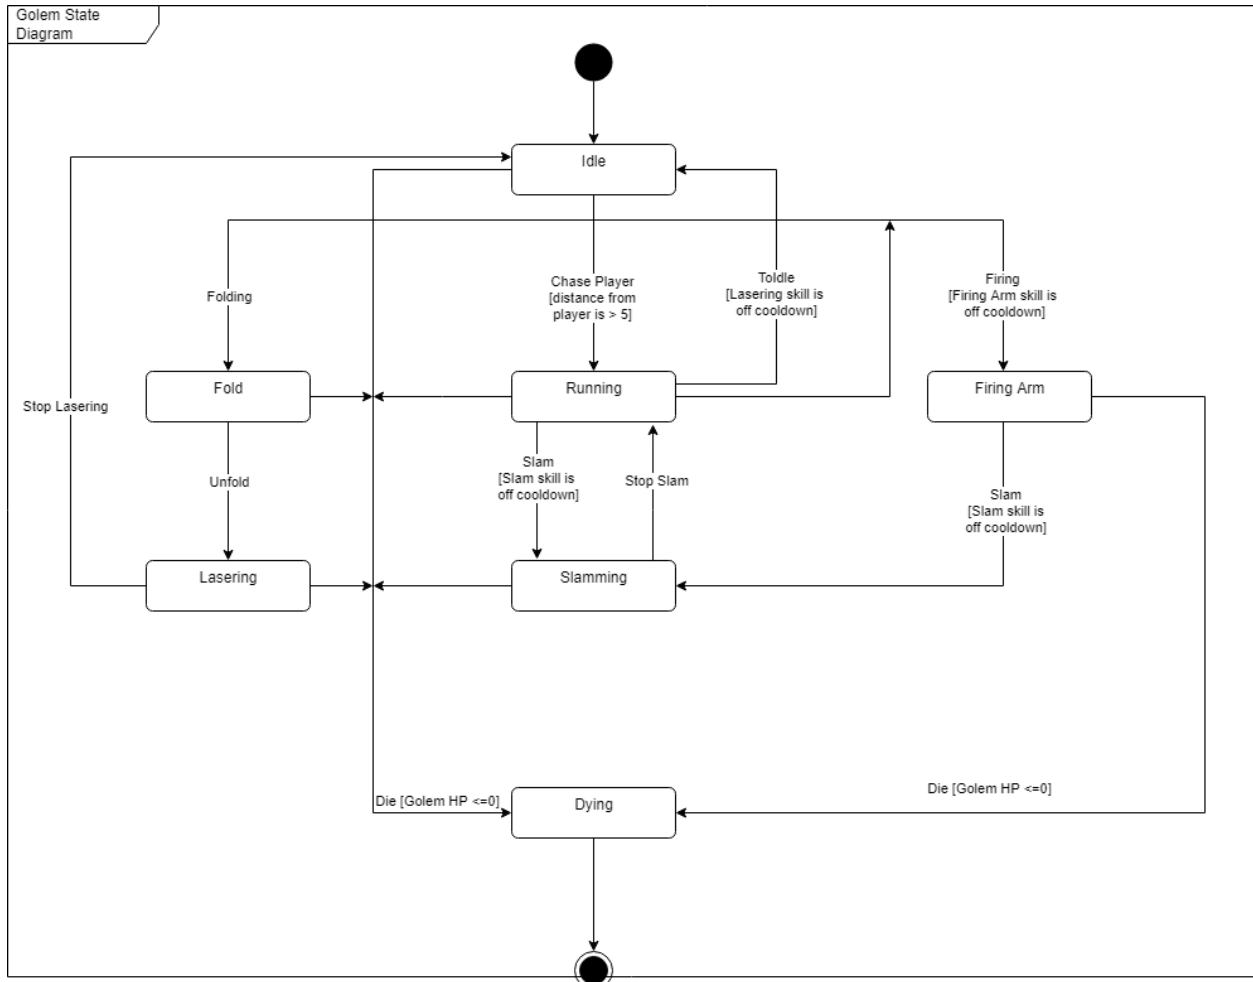 Golem State
Diagram
Idle
Chase Player
[distance from
player is > 5]
ToIdle
[Lasering skill is
off cooldown]
Firing
[Firing Arm skill is
off cooldown]
Folding
Fold
Running
Firing Arm
Stop Lasering
Unfold
Slam
[Slam skill is
off cooldown]
Stop Slam
Slam
[Slam skill is
off cooldown]
Lasering
Slamming
Die [Golem HP <=0]
Dying
Die [Golem HP <=0]